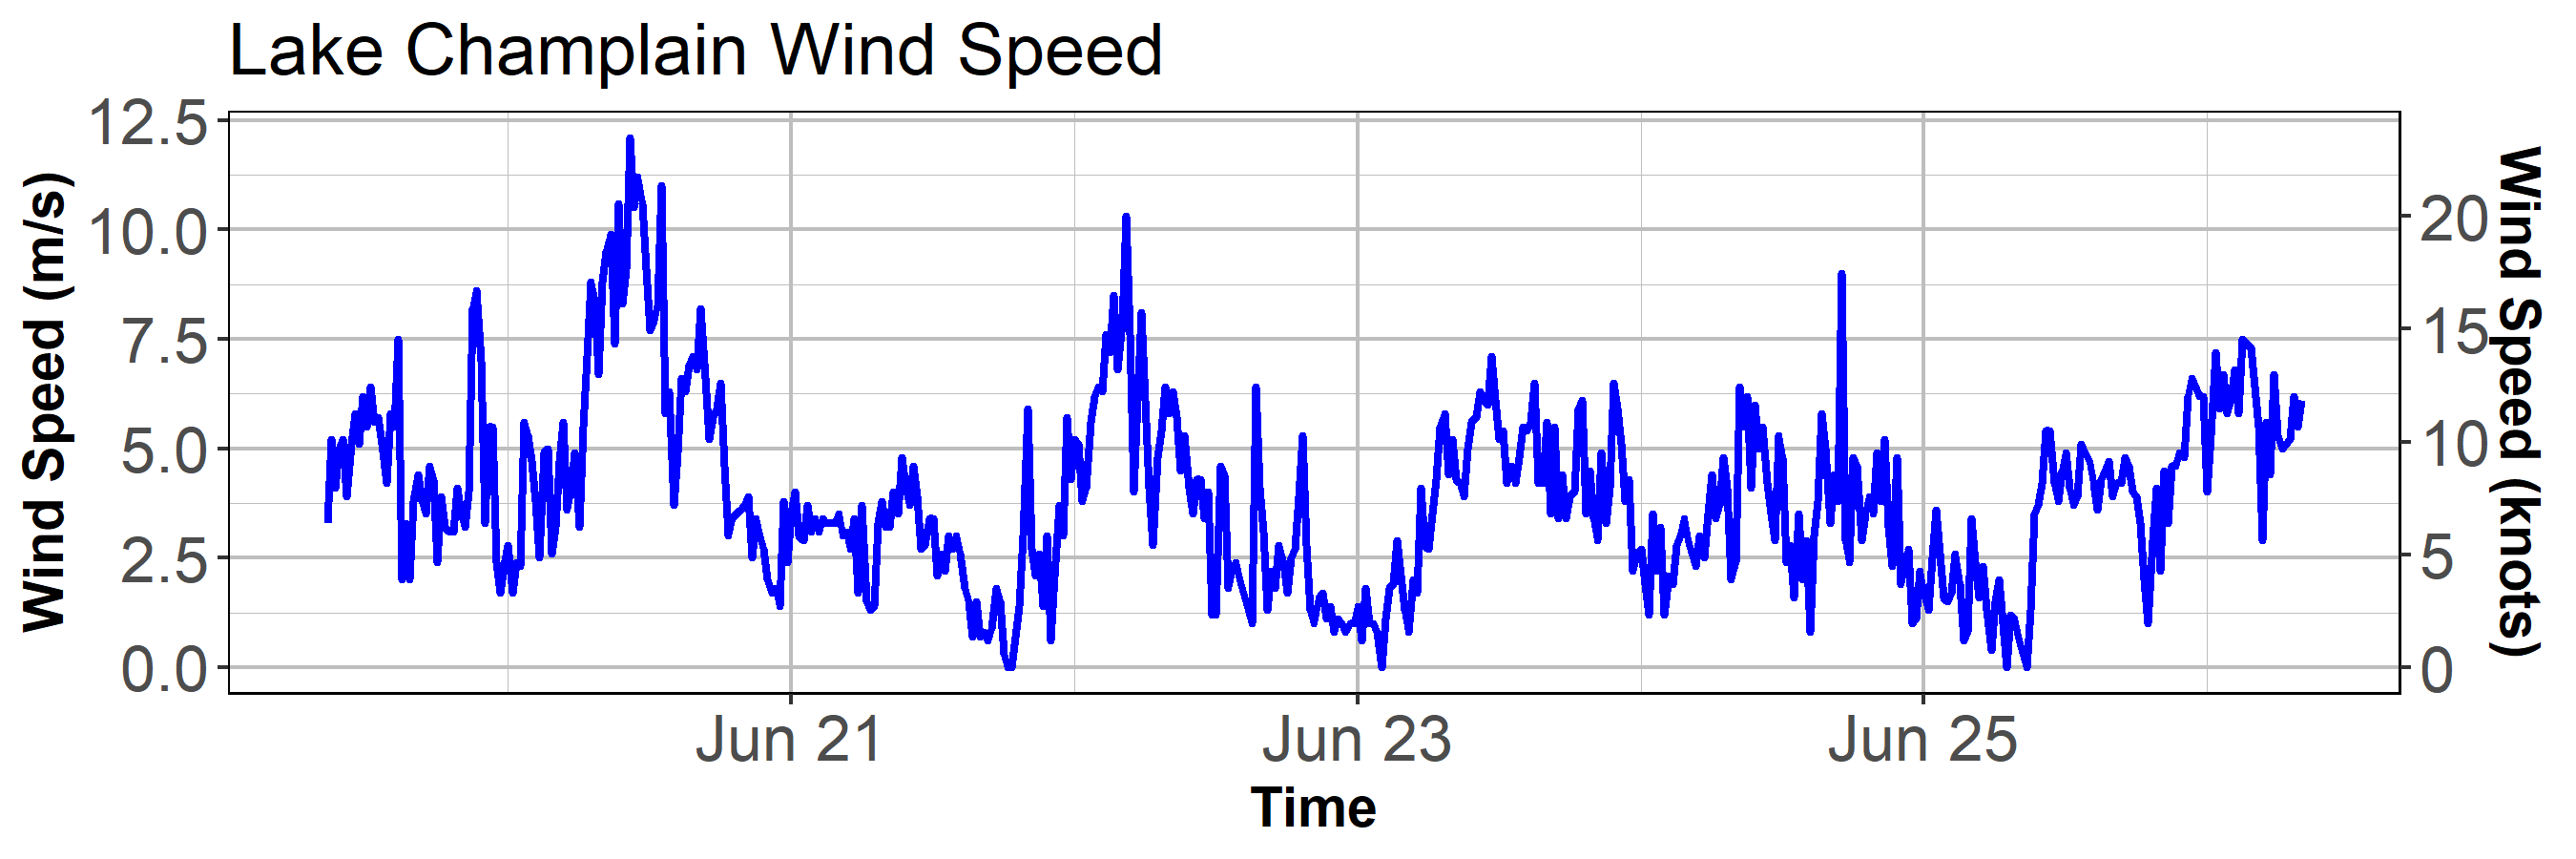 Lake Champlain Wind Speed
Wind Speed (m/s)
12.5
10.0
7.5
5.0
2.5
0.0
20
15
10
5
0
Wind Speed (knots)
Jun 21
Jun 23
Jun 25
Time